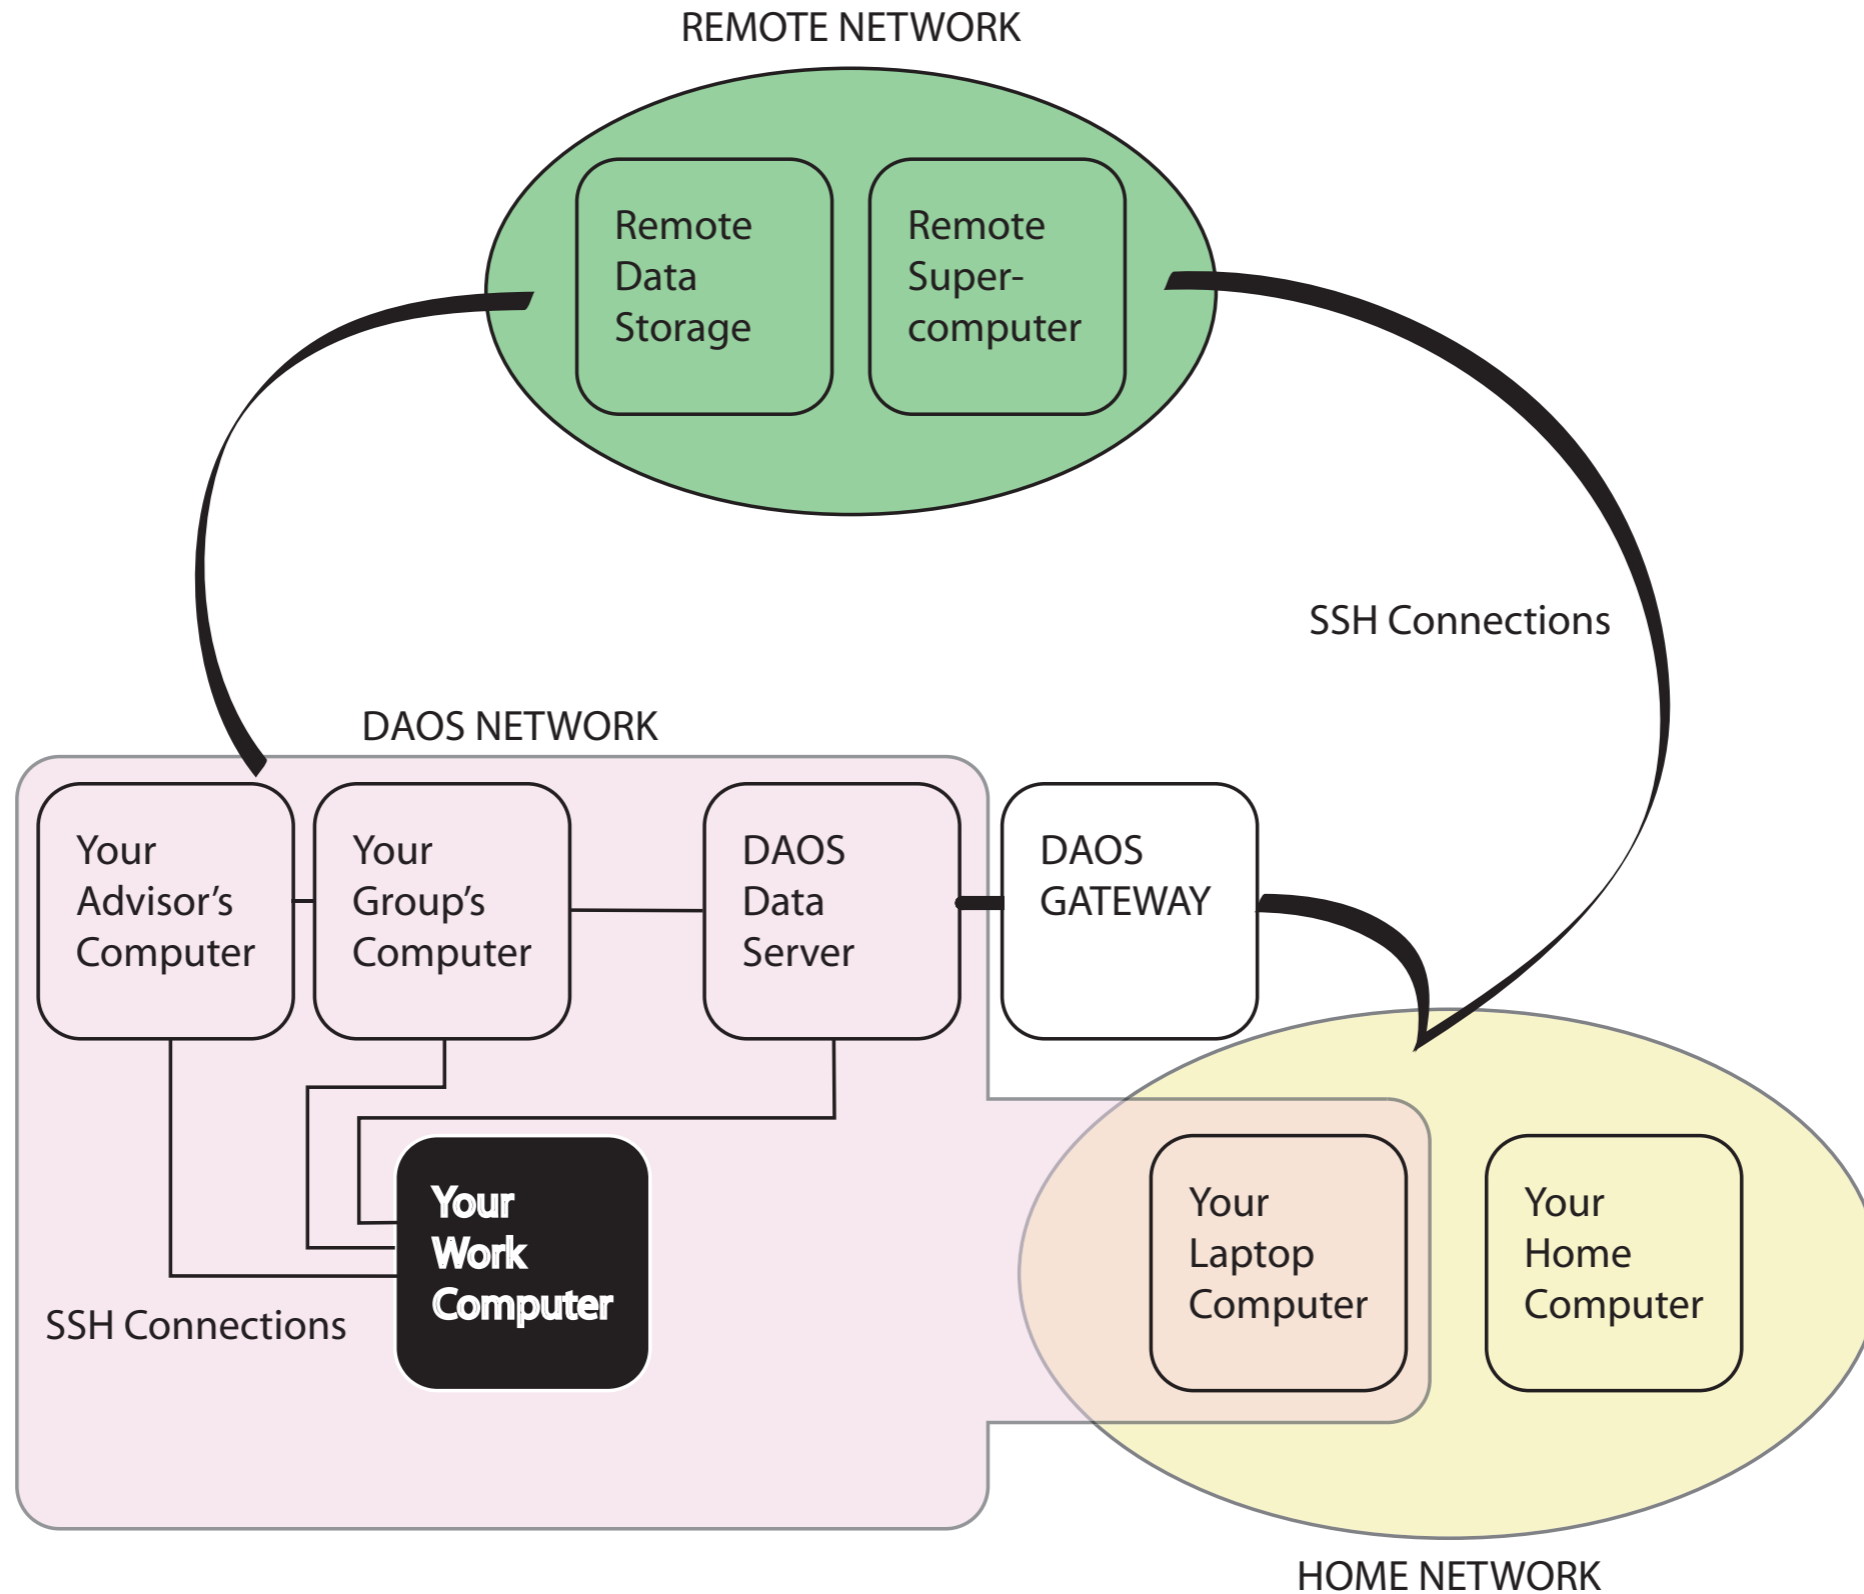 REMOTE NETWORK
Remote
Data
Storage
Remote
Super-
computer
SSH Connections
DAOS NETWORK
Your
Advisor’s
Computer
Your
Group’s
Computer
DAOS
Data
Server
DAOS
GATEWAY
Your
Work
Computer
SSH Connections
Your
Laptop
Computer
Your
Home
Computer
HOME NETWORK